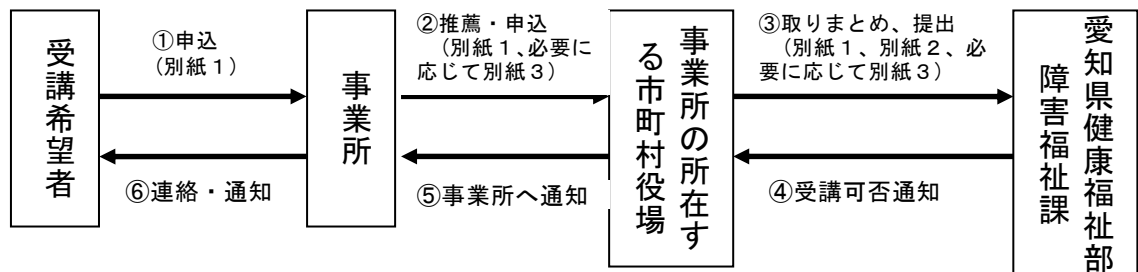 受講希望者
①申込
(別紙1)
事業所
②推薦・申込
(別紙1、必要に
応じて別紙3)
事業所の所在す
る市町村役場
③取りまとめ、提出
(別紙1、別紙2、必
要に応じて別紙3)
愛知県健康福祉部
障害福祉課
⑥連絡・通知
⑤事業所へ通知
④受講可否通知